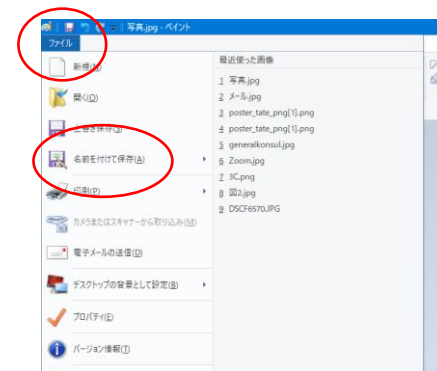 写真.jpg - ペイント
ファイル
新規(N)
開く(O)
上書き保存(S)
名前を付けて保存(A)
印刷(P)
カメラまたはスキャナーから取り込み(M)
電子メールの送信(D)
デスクトップの背景として設定(B)
プロパティ(E)
バージョン情報(T)
最近使った画像
1 写真.jpg
2 メール.jpg
3 poster_tate_png[1].png
4 poster_tate_png[1].png
5 generalkonsul.jpg
6 Zoom.jpg
7 3C.png
8 図2.jpg
9 DSCF6570.JPG